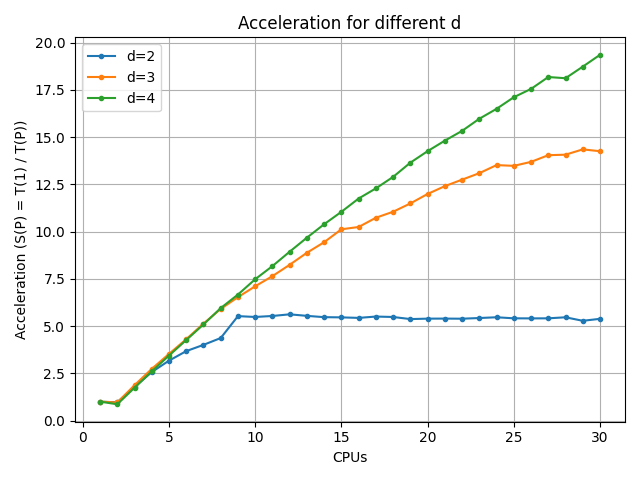 Acceleration for different d
d=2
d=3
d=4
Acceleration (S(P) = T(1) / T(P))
20.0
17.5
15.0
12.5
10.0
7.5
5.0
2.5
0.0
0 5 10 15 20 25 30
CPUs